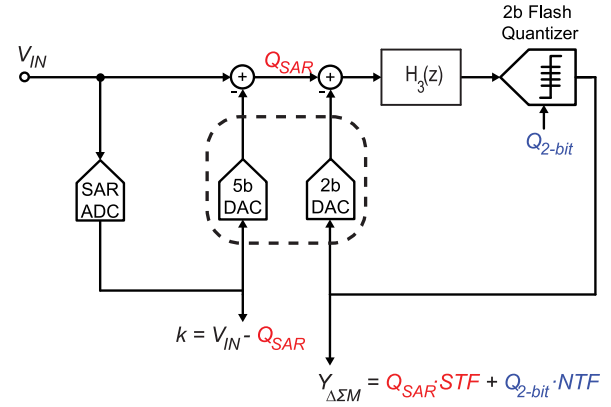 2b Flash
Quantizer
V_IN
Q_SAR
+
+
-
-
H_3(z)
Q_2-bit
SAR
ADC
5b
DAC
2b
DAC
k = V_IN - Q_SAR
Y_ΔΣM = Q_SAR·STF + Q_2-bit·NTF